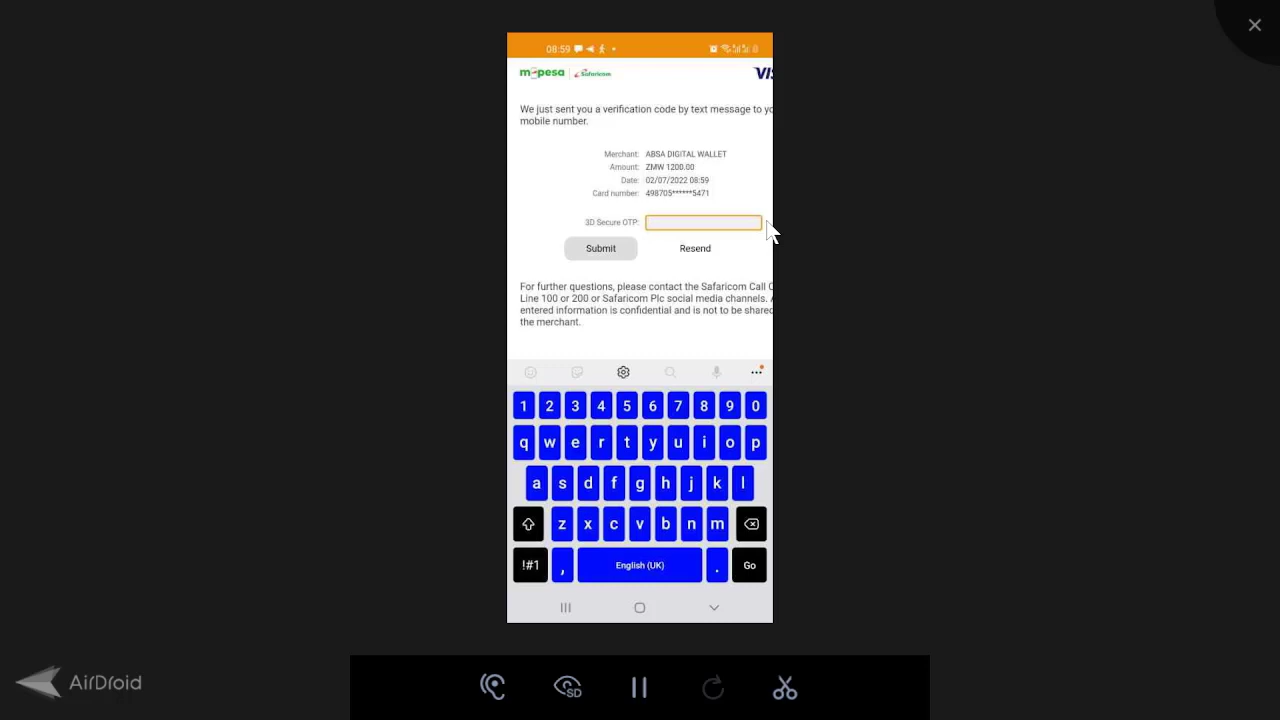 08:59
m-pesa | Safaricom
VIS
We just sent you a verification code by text message to yo
mobile number.
Merchant: ABSA DIGITAL WALLET
Amount: ZMW 1200.00
Date: 02/07/2022 08:59
Card number: 498705******5471
3D Secure OTP:
Submit Resend
For further questions, please contact the Safaricom Call C
Line 100 or 200 or Safaricom Plc social media channels. A
entered information is confidential and is not to be shared
the merchant.
1 2 3 4 5 6 7 8 9 0
q w e r t y u i o p
a s d f g h j k l
z x c v b n m
!#1 , English (UK) . Go
AirDroid
SD